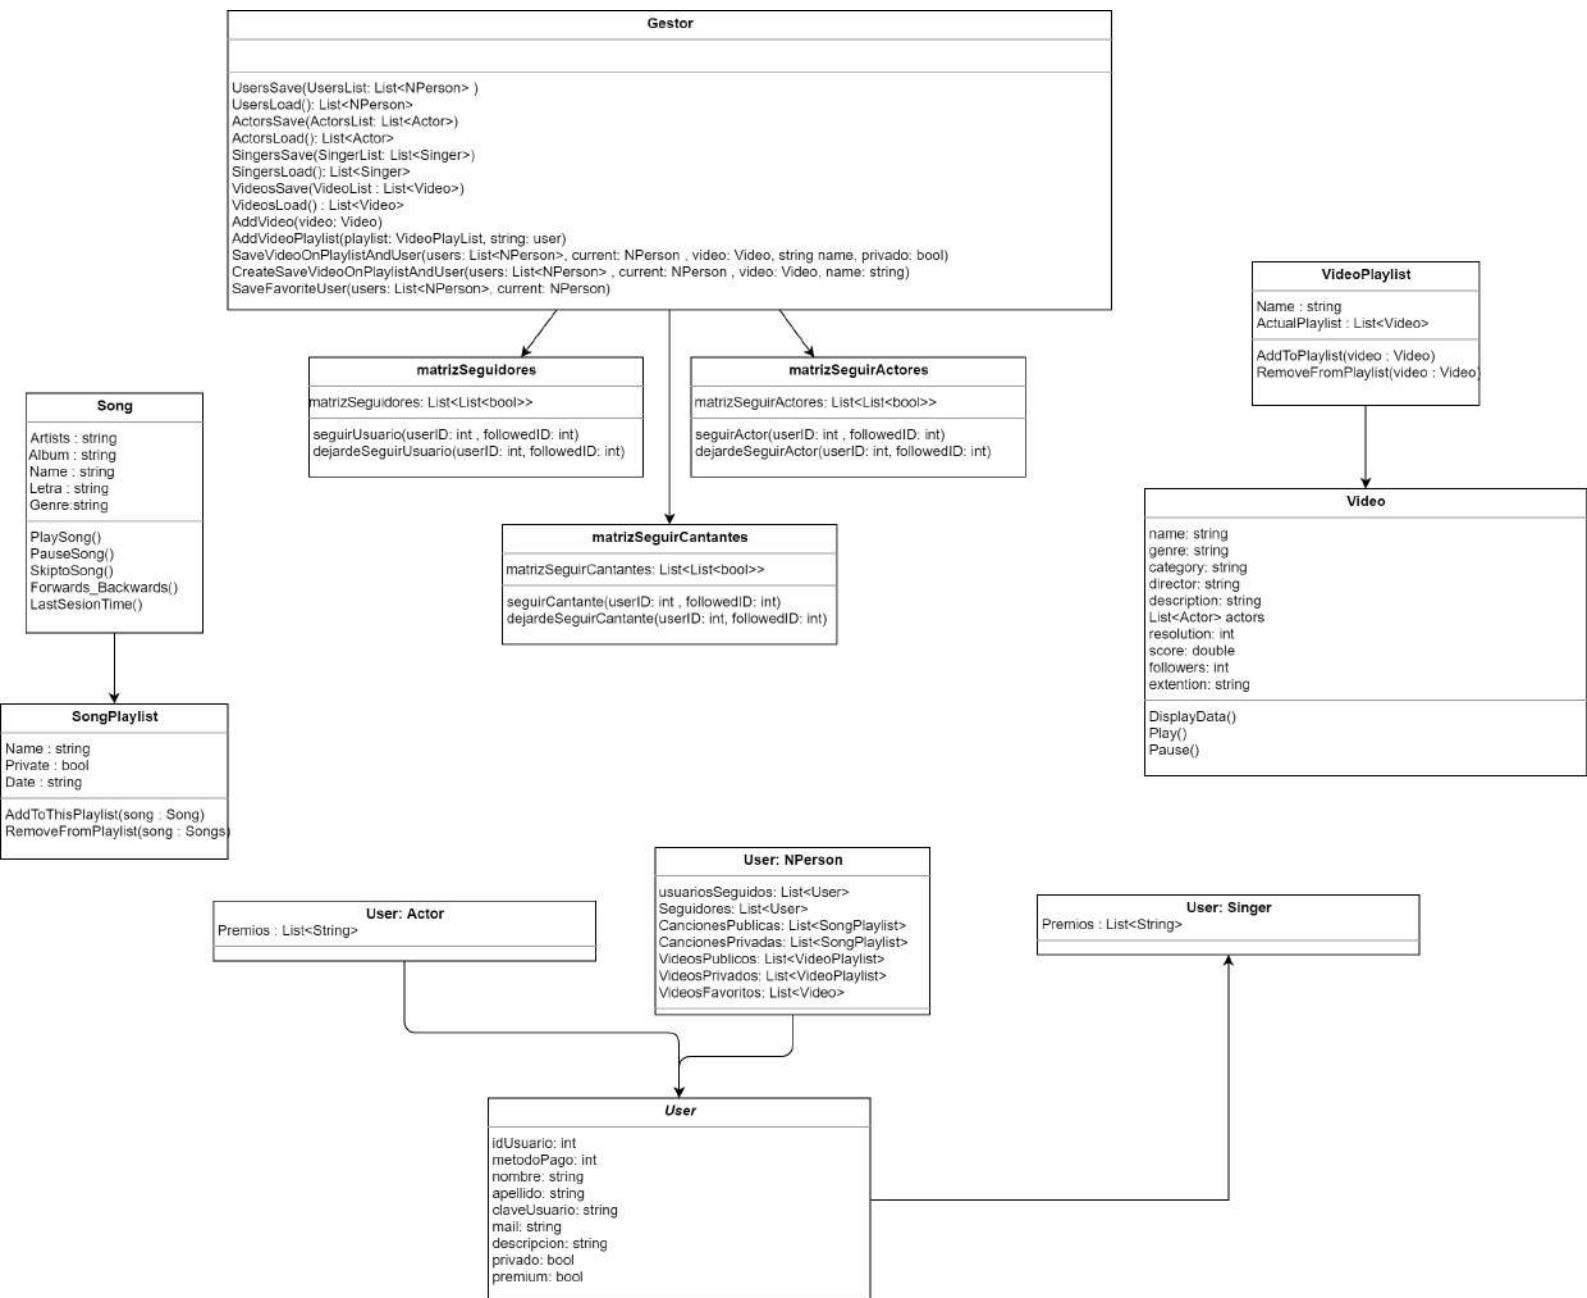 Gestor
UsersSave(UsersList: List<NPerson> )
UsersLoad(): List<NPerson>
ActorsSave(ActorsList: List<Actor>)
ActorsLoad(): List<Actor>
SingersSave(SingerList: List<Singer>)
SingersLoad(): List<Singer>
VideosSave(VideoList : List<Video>)
VideosLoad() : List<Video>
AddVideo(video: Video)
AddVideoPlaylist(playlist: VideoPlayList, string: user)
SaveVideoOnPlaylistAndUser(users: List<NPerson>, current: NPerson , video: Video, string name, privado: bool)
CreateSaveVideoOnPlaylistAndUser(users: List<NPerson> , current: NPerson , video: Video, name: string)
SaveFavoriteUser(users: List<NPerson>, current: NPerson)
matrizSeguidores
matrizSeguidores: List<List<bool>>
seguirUsuario(userID: int , followedID: int)
dejardeSeguirUsuario(userID: int, followedID: int)
matrizSeguirActores
matrizSeguirActores: List<List<bool>>
seguirActor(userID: int , followedID: int)
dejardeSeguirActor(userID: int, followedID: int)
matrizSeguirCantantes
matrizSeguirCantantes: List<List<bool>>
seguirCantante(userID: int , followedID: int)
dejardeSeguirCantante(userID: int, followedID: int)
VideoPlaylist
Name : string
ActualPlaylist : List<Video>
AddToPlaylist(video : Video)
RemoveFromPlaylist(video : Video)
Video
name: string
genre: string
category: string
director: string
description: string
List<Actor> actors
resolution: int
score: double
followers: int
extention: string
DisplayData()
Play()
Pause()
Song
Artists : string
Album : string
Name : string
Letra : string
Genre:string
PlaySong()
PauseSong()
SkiptoSong()
Forwards_Backwards()
LastSesionTime()
SongPlaylist
Name : string
Private : bool
Date : string
AddToThisPlaylist(song : Song)
RemoveFromPlaylist(song : Songs)
User: Actor
Premios : List<String>
User: NPerson
usuariosSeguidos: List<User>
Seguidores: List<User>
CancionesPublicas: List<SongPlaylist>
CancionesPrivadas: List<SongPlaylist>
VideosPublicos: List<VideoPlaylist>
VideosPrivados: List<VideoPlaylist>
VideosFavoritos: List<Video>
User: Singer
Premios : List<String>
User
idUsuario: int
metodoPago: int
nombre: string
apellido: string
claveUsuario: string
mail: string
descripcion: string
privado: bool
premium: bool